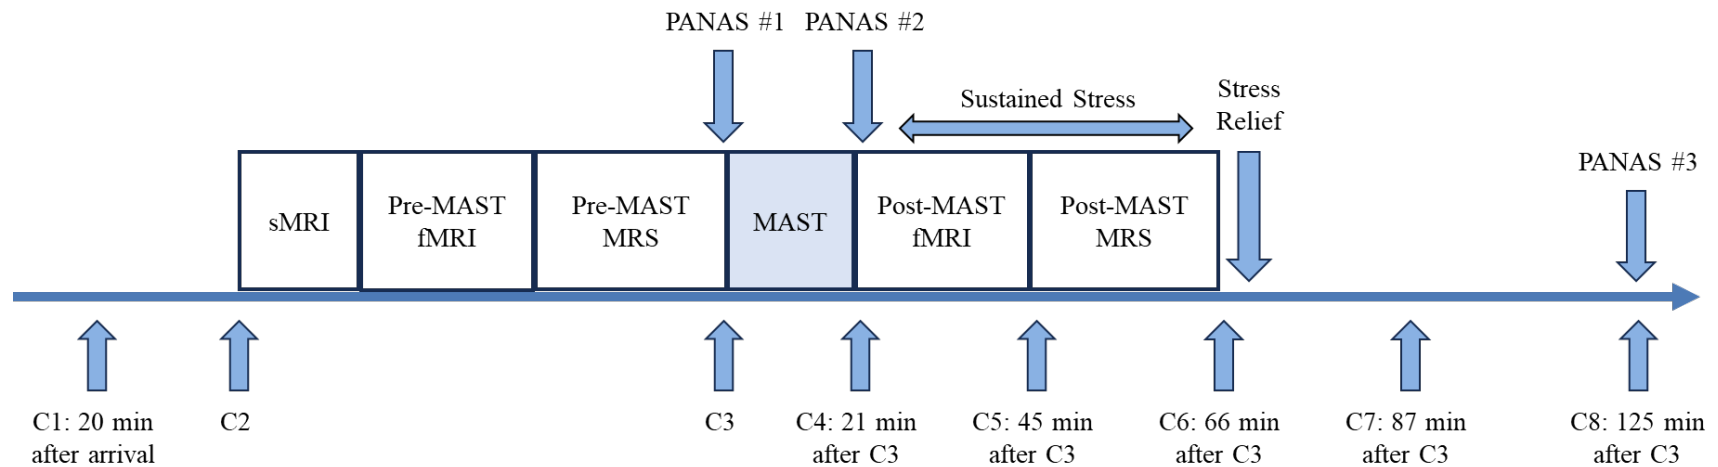 PANAS #1
PANAS #2
Sustained Stress
Stress
Relief
PANAS #3
sMRI
Pre-MAST
fMRI
Pre-MAST
MRS
MAST
Post-MAST
fMRI
Post-MAST
MRS
C1: 20 min
after arrival
C2
C3
C4: 21 min
after C3
C5: 45 min
after C3
C6: 66 min
after C3
C7: 87 min
after C3
C8: 125 min
after C3